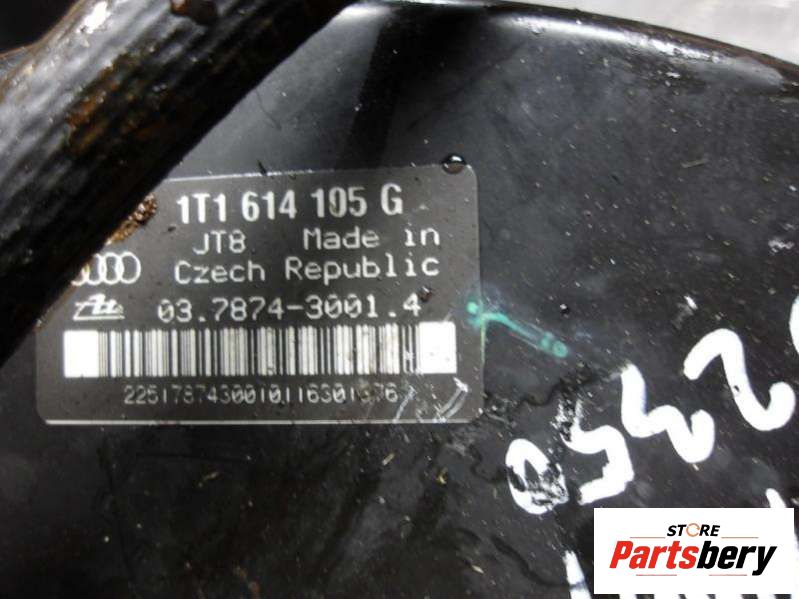 1T1 614 105 G
JT8 Made in
Czech Republic
03.7874-3001.4
STORE
Partsbery